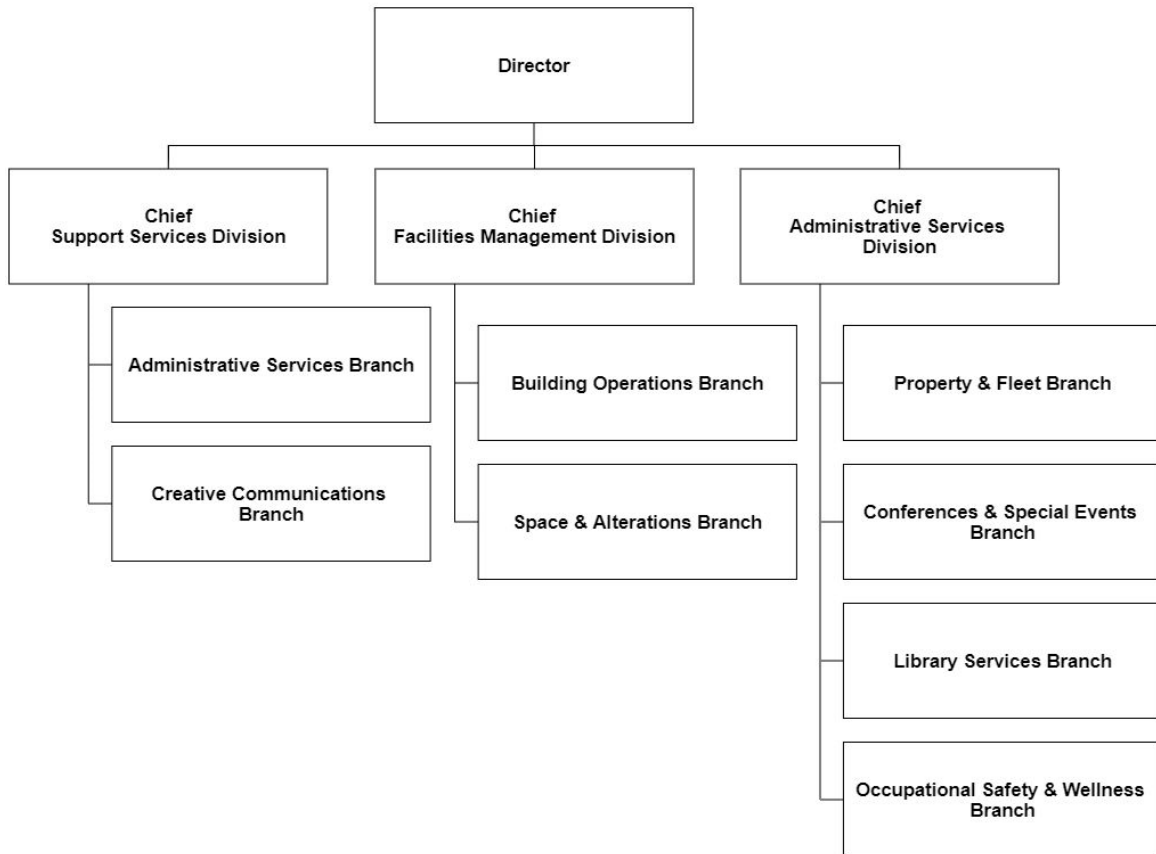 Director
Chief
Support Services Division
Chief
Facilities Management Division
Chief
Administrative Services
Division
Administrative Services Branch
Creative Communications
Branch
Building Operations Branch
Space & Alterations Branch
Property & Fleet Branch
Conferences & Special Events
Branch
Library Services Branch
Occupational Safety & Wellness
Branch